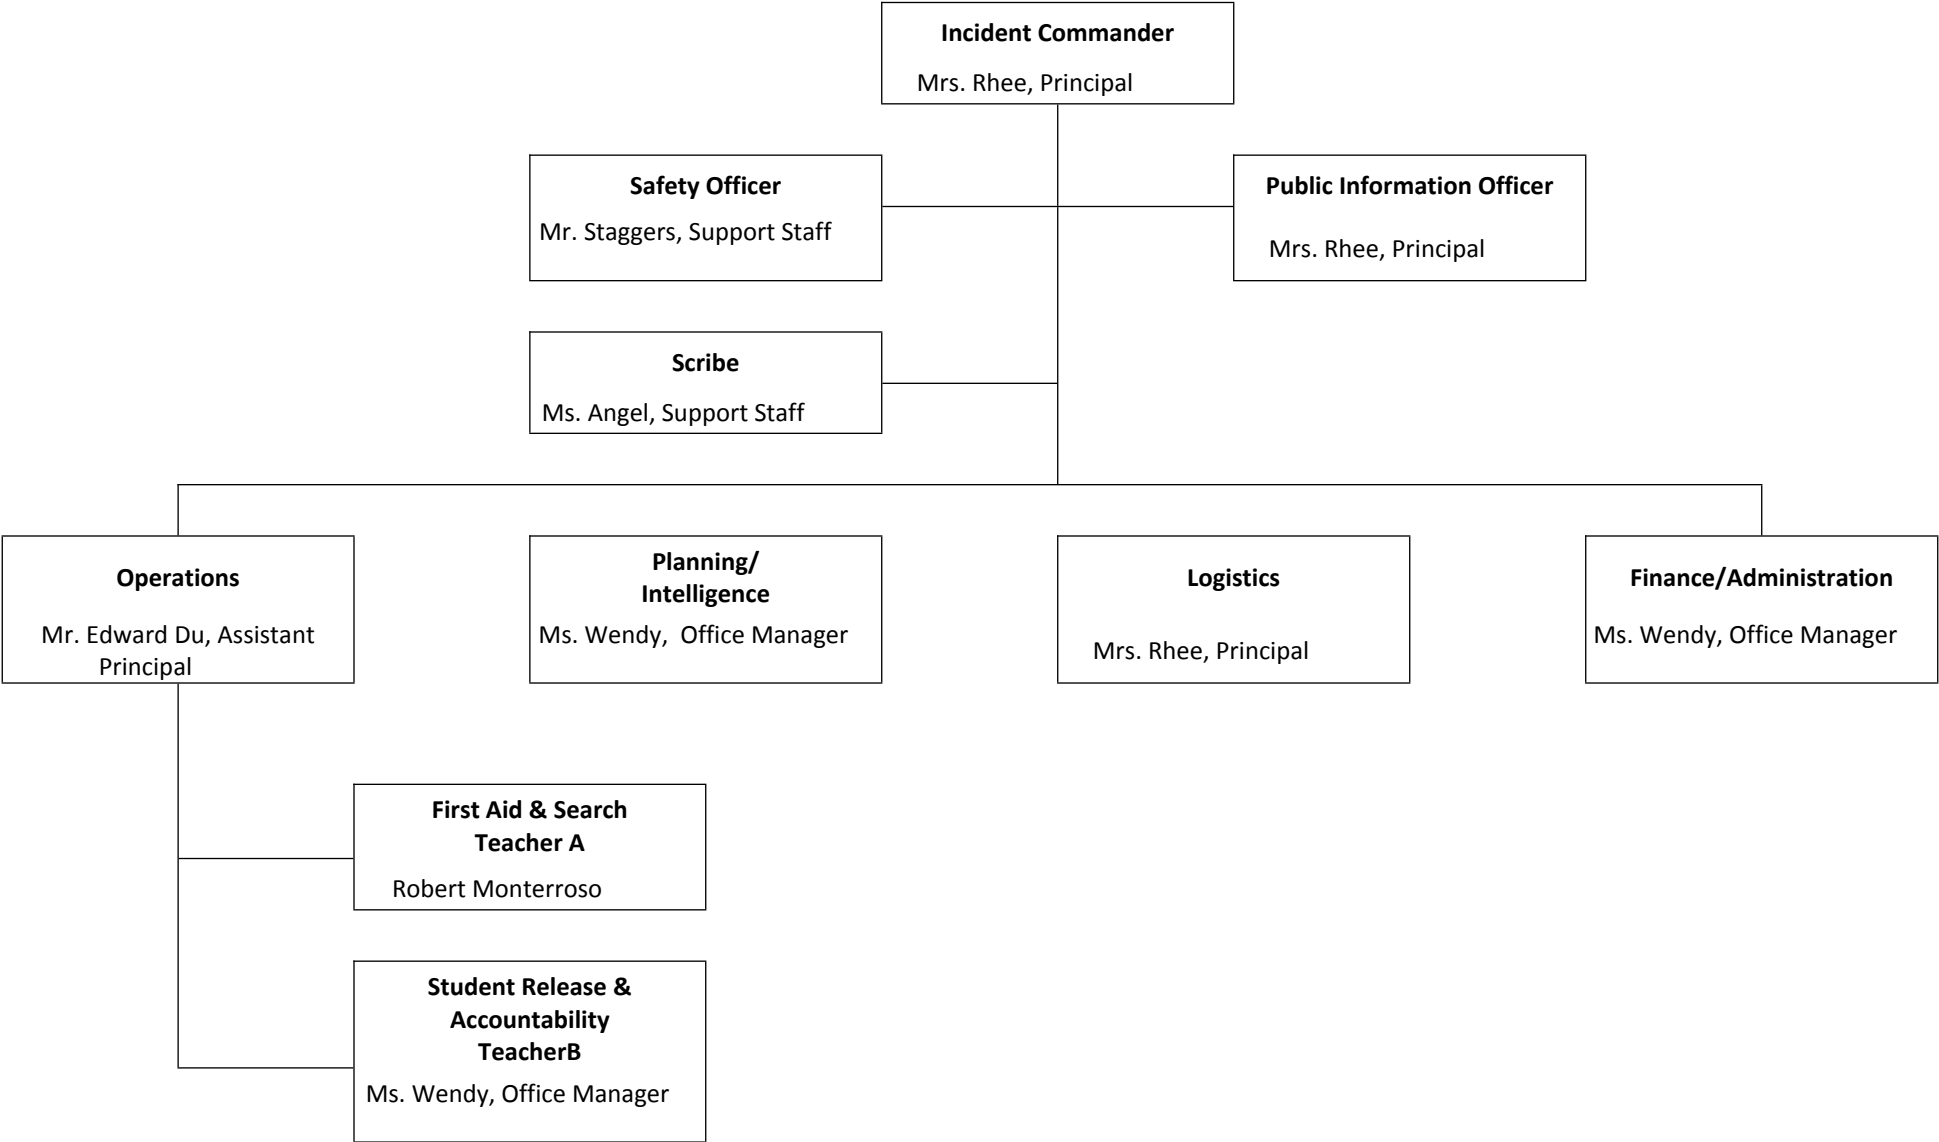 Incident Commander
Mrs. Rhee, Principal
Safety Officer
Mr. Staggers, Support Staff
Public Information Officer
Mrs. Rhee, Principal
Scribe
Ms. Angel, Support Staff
Operations
Mr. Edward Du, Assistant
Principal
Planning/
Intelligence
Ms. Wendy,  Office Manager
Logistics
Mrs. Rhee, Principal
Finance/Administration
Ms. Wendy, Office Manager
First Aid & Search
Teacher A
Robert Monterroso
Student Release &
Accountability
TeacherB
Ms. Wendy, Office Manager